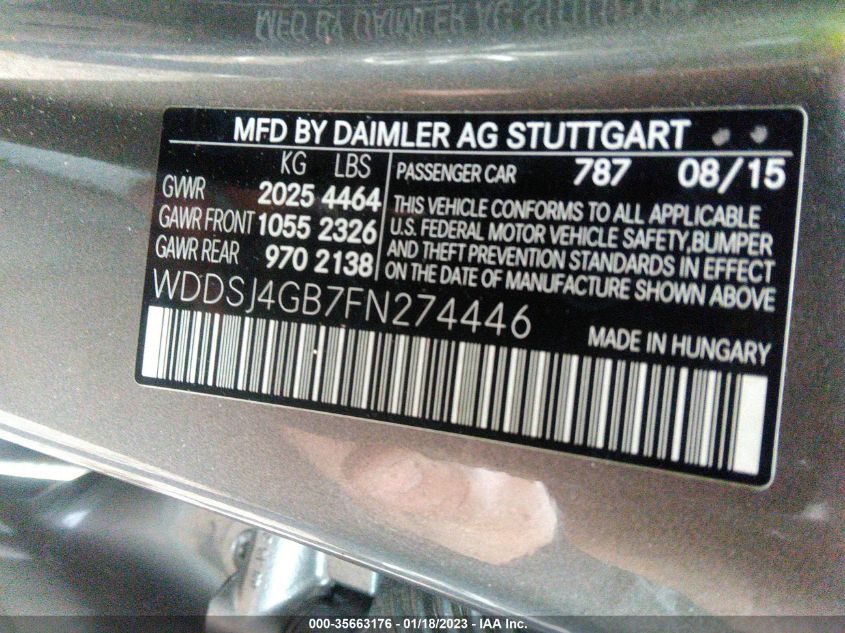 MFD BY DAIMLER AG STUTTGART
KG LBS
GVWR 2025 4464
GAWR FRONT 1055 2326
GAWR REAR 970 2138
PASSENGER CAR 787 08/15
THIS VEHICLE CONFORMS TO ALL APPLICABLE
U.S. FEDERAL MOTOR VEHICLE SAFETY, BUMPER
AND THEFT PREVENTION STANDARDS IN EFFECT
ON THE DATE OF MANUFACTURE SHOWN ABOVE
WDDSJ4GB7FN274446
MADE IN HUNGARY
000-35663176 - 01/18/2023 - IAA Inc.